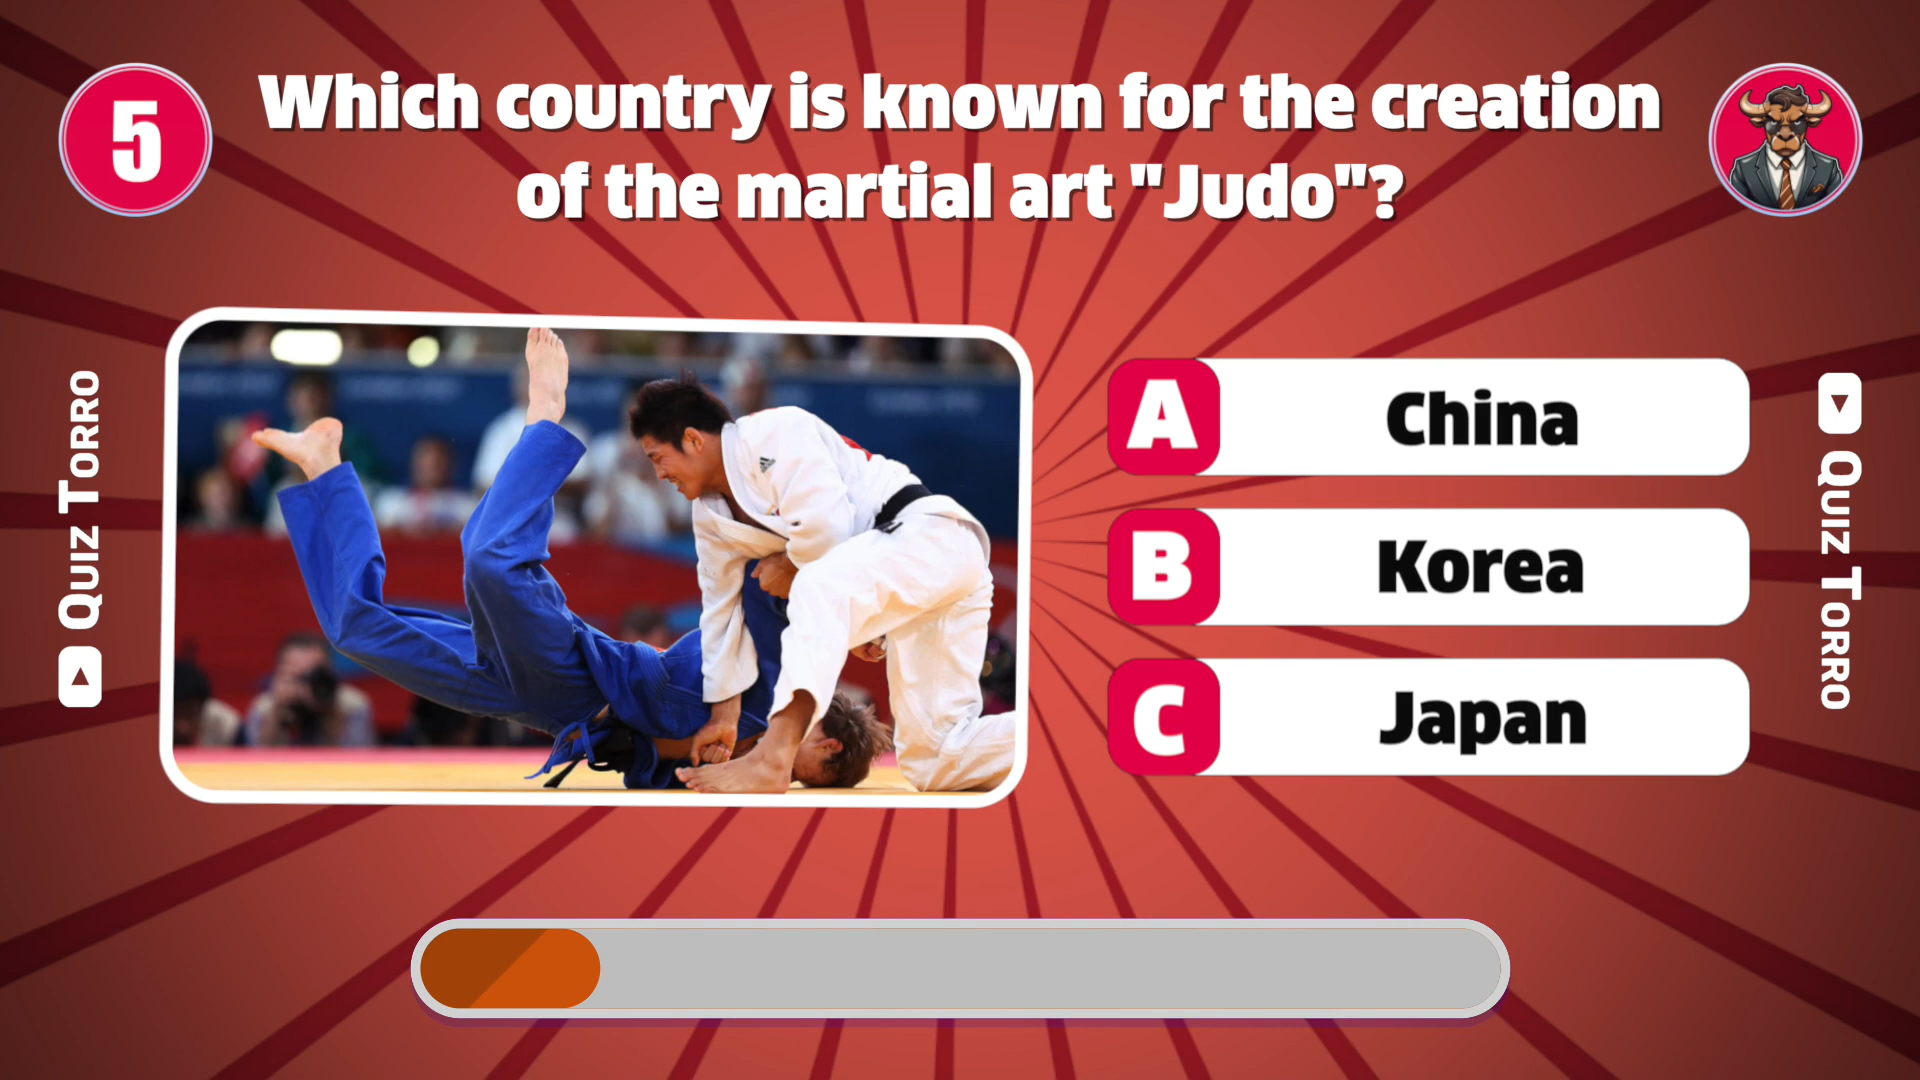 5
Which country is known for the creation
of the martial art "Judo"?
QUIZ TORRO
A China
B Korea
C Japan
QUIZ TORRO